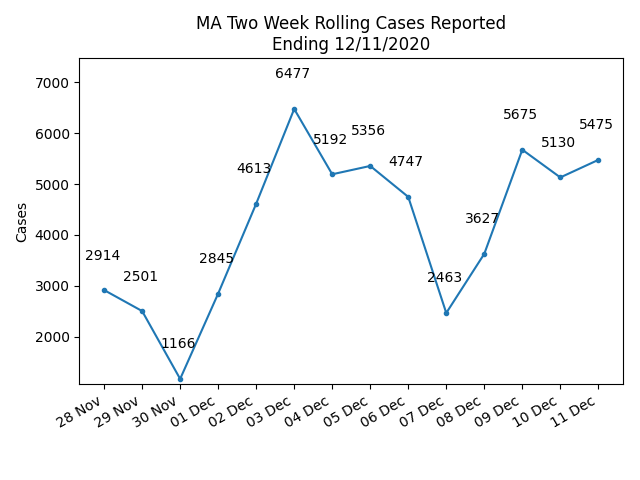 MA Two Week Rolling Cases Reported
Ending 12/11/2020
Cases
7000
6000
5000
4000
3000
2000
2914
2501
1166
2845
4613
6477
5192
5356
4747
2463
3627
5675
5130
5475
28 Nov
29 Nov
30 Nov
01 Dec
02 Dec
03 Dec
04 Dec
05 Dec
06 Dec
07 Dec
08 Dec
09 Dec
10 Dec
11 Dec